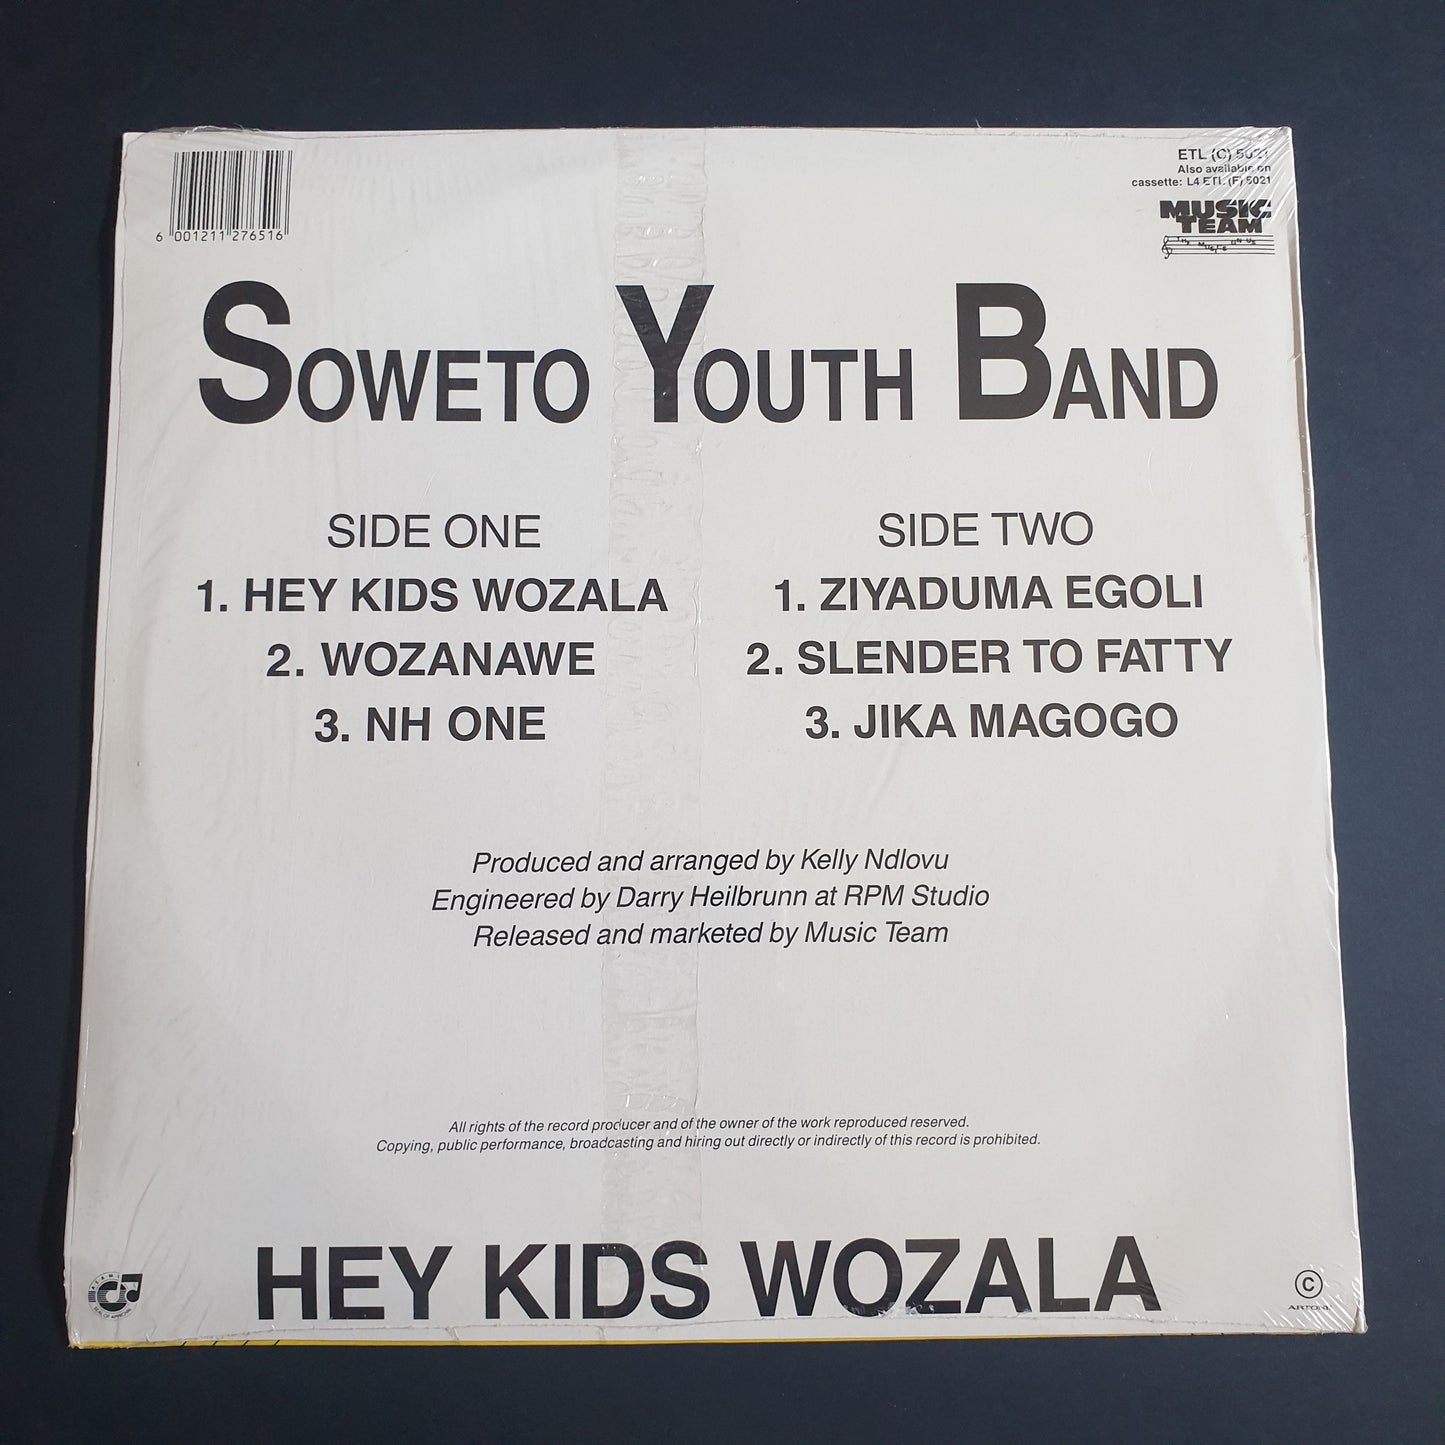 6 001211 276516
ETL (C) 5021
Also available on
cassette: L4 ETL (F) 5021
MUSIC
TEAM
SOWETO YOUTH BAND
SIDE ONE
1. HEY KIDS WOZALA
2. WOZANAWE
3. NH ONE
SIDE TWO
1. ZIYADUMA EGOLI
2. SLENDER TO FATTY
3. JIKA MAGOGO
Produced and arranged by Kelly Ndlovu
Engineered by Darry Heilbrunn at RPM Studio
Released and marketed by Music Team
All rights of the record producer and of the owner of the work reproduced reserved.
Copying, public performance, broadcasting and hiring out directly or indirectly of this record is prohibited.
HEY KIDS WOZALA
C
ARTONE